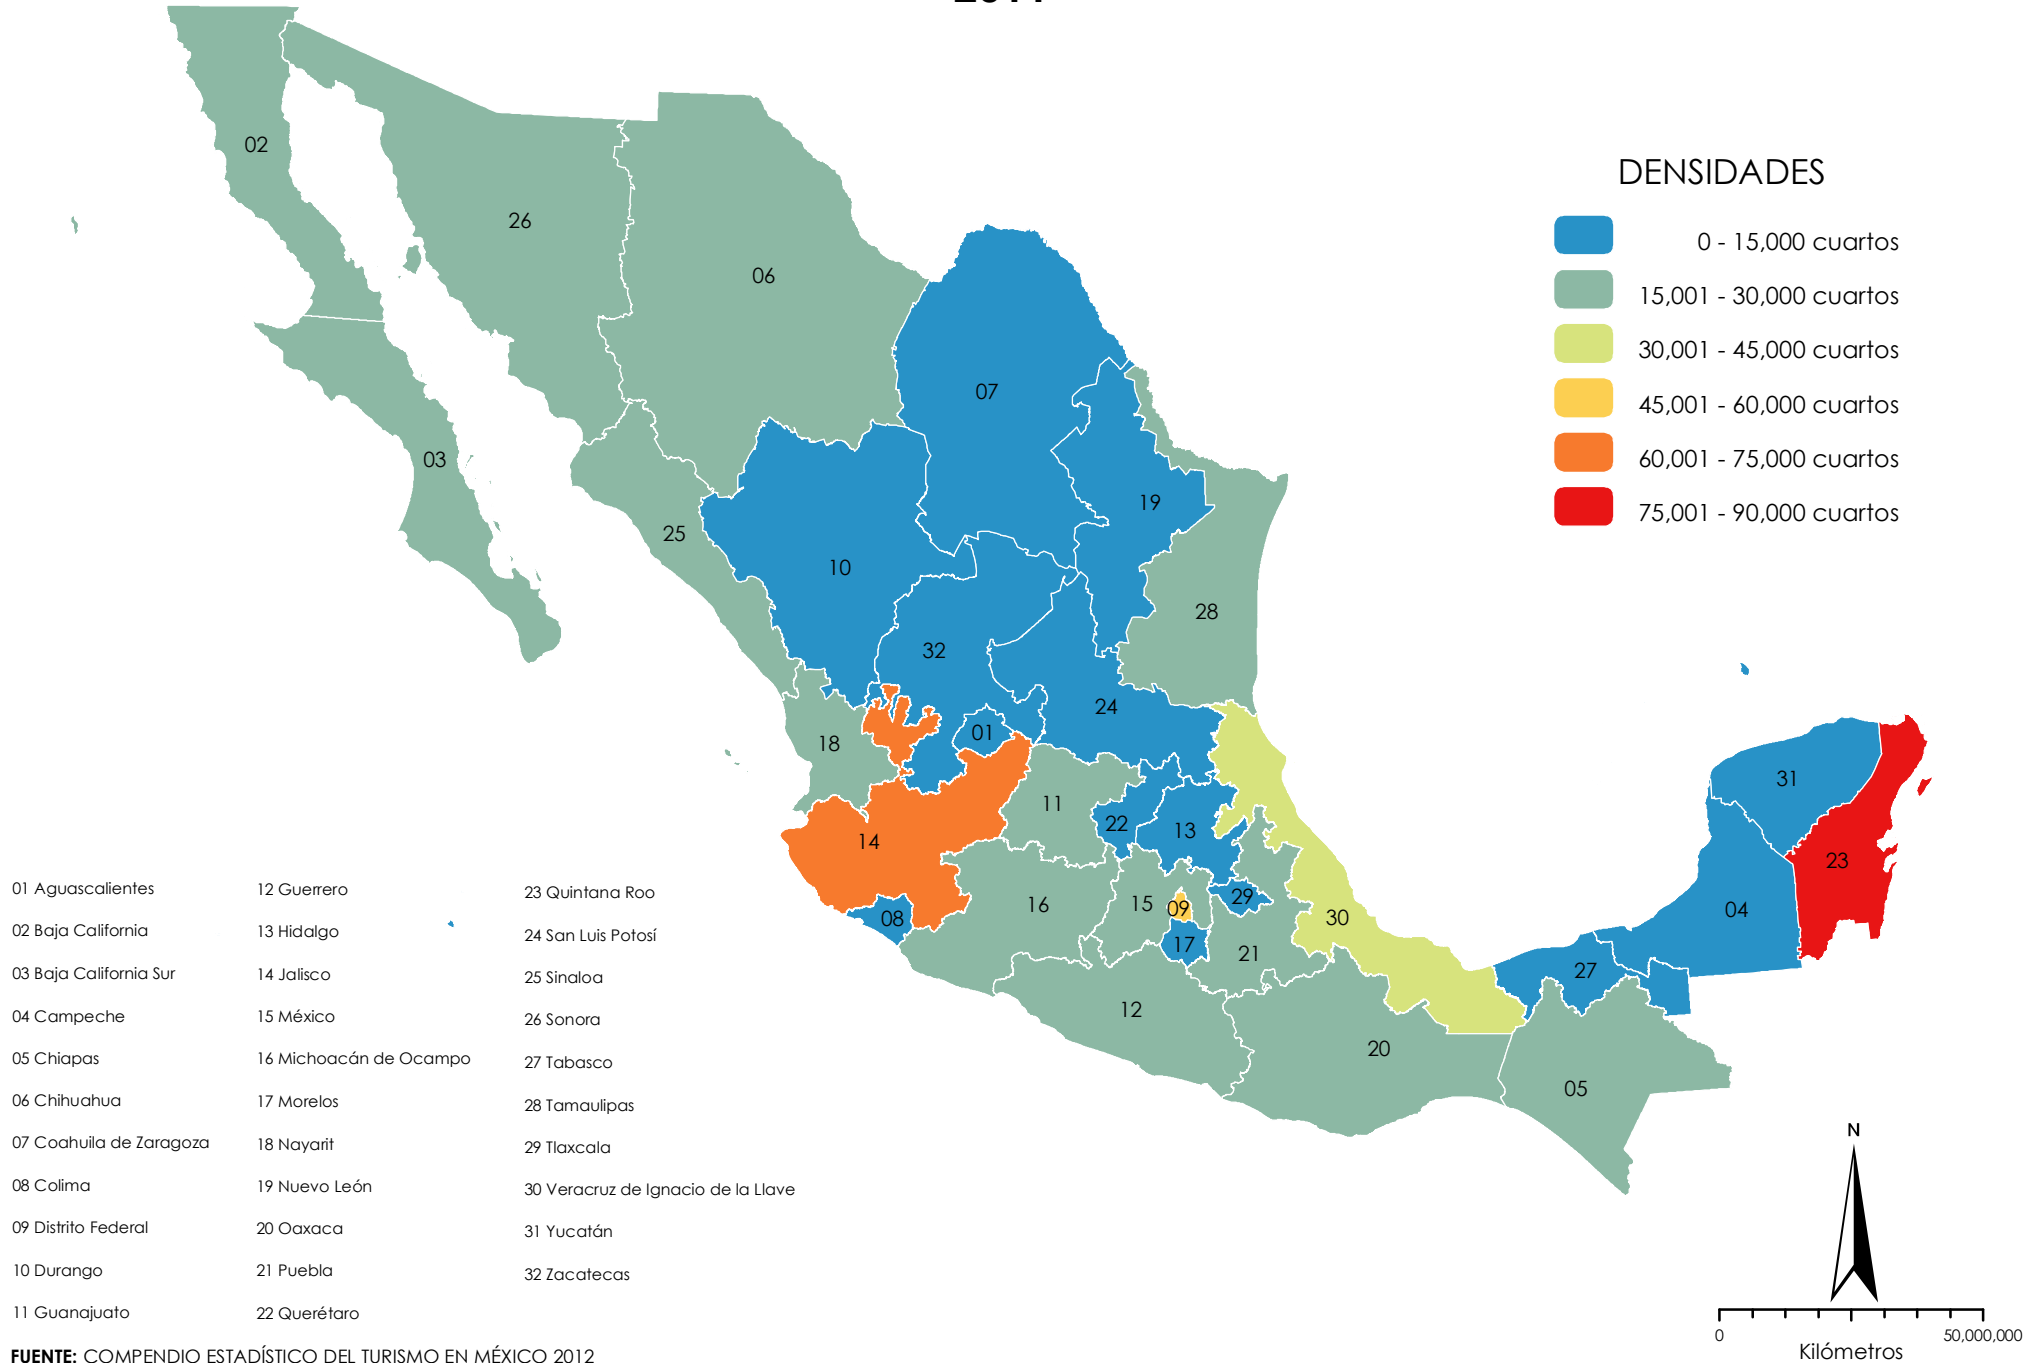 02
26
06
07
03
19
25
10
28
32
24
01
18
11
22
13
14
31
23
16
15
09
29
08
17
30
04
21
27
12
20
05
DENSIDADES
0 - 15,000 cuartos
15,001 - 30,000 cuartos
30,001 - 45,000 cuartos
45,001 - 60,000 cuartos
60,001 - 75,000 cuartos
75,001 - 90,000 cuartos
01 Aguascalientes
02 Baja California
03 Baja California Sur
04 Campeche
05 Chiapas
06 Chihuahua
07 Coahuila de Zaragoza
08 Colima
09 Distrito Federal
10 Durango
11 Guanajuato
12 Guerrero
13 Hidalgo
14 Jalisco
15 México
16 Michoacán de Ocampo
17 Morelos
18 Nayarit
19 Nuevo León
20 Oaxaca
21 Puebla
22 Querétaro
23 Quintana Roo
24 San Luis Potosí
25 Sinaloa
26 Sonora
27 Tabasco
28 Tamaulipas
29 Tlaxcala
30 Veracruz de Ignacio de la Llave
31 Yucatán
32 Zacatecas
N
0 50,000,000
Kilómetros
FUENTE: COMPENDIO ESTADÍSTICO DEL TURISMO EN MÉXICO 2012